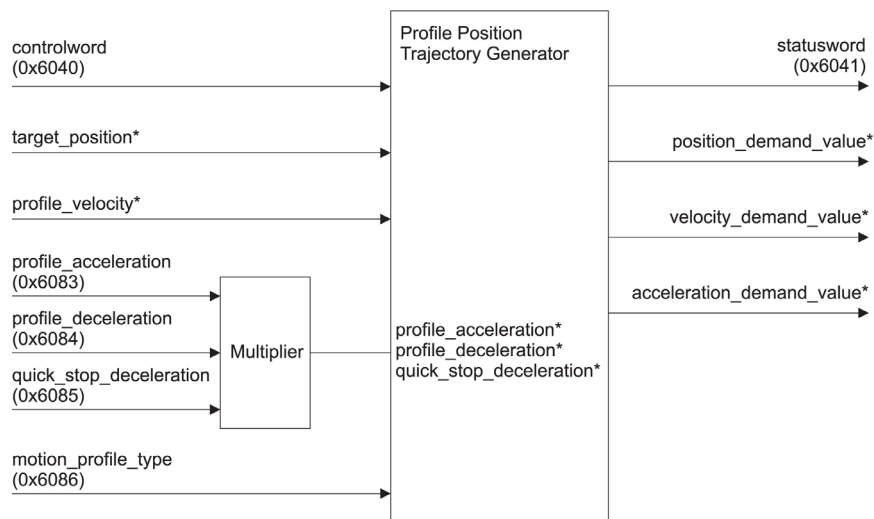 controlword
(0x6040)
target_position*
profile_velocity*
profile_acceleration
(0x6083)
profile_deceleration
(0x6084)
quick_stop_deceleration
(0x6085)
motion_profile_type
(0x6086)
Multiplier
Profile Position
Trajectory Generator
profile_acceleration*
profile_deceleration*
quick_stop_deceleration*
statusword
(0x6041)
position_demand_value*
velocity_demand_value*
acceleration_demand_value*